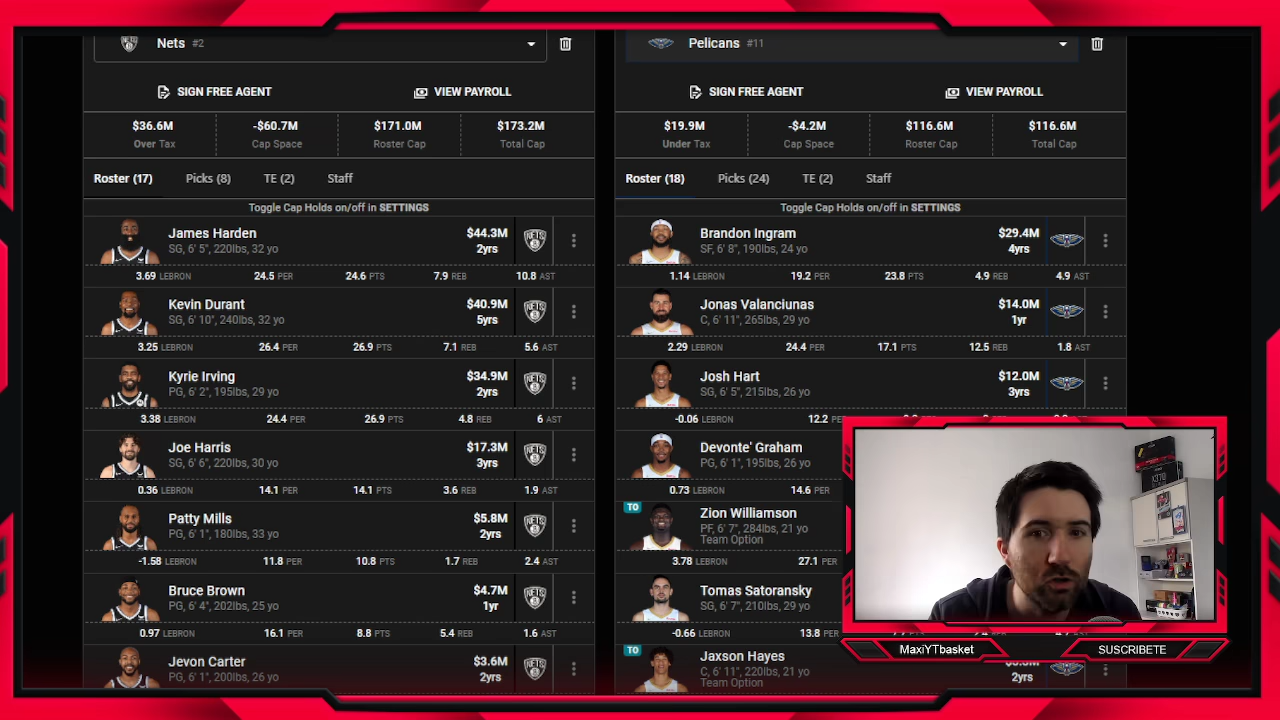 Nets #2
SIGN FREE AGENT
VIEW PAYROLL
$36.6M
Over Tax
-$60.7M
Cap Space
$171.0M
Roster Cap
$173.2M
Total Cap
Roster (17)
Picks (8)
TE (2)
Staff
Toggle Cap Holds on/off in SETTINGS
James Harden
SG, 6' 5", 220lbs, 32 yo
$44.3M
2yrs
3.69 LEBRON 24.5 PER 24.6 PTS 7.9 REB 10.8 AST
Kevin Durant
SG, 6' 10", 240lbs, 32 yo
$40.9M
5yrs
3.25 LEBRON 26.4 PER 26.9 PTS 7.1 REB 5.6 AST
Kyrie Irving
PG, 6' 2", 195lbs, 29 yo
$34.9M
2yrs
3.38 LEBRON 24.4 PER 26.9 PTS 4.8 REB 6 AST
Joe Harris
SG, 6' 6", 220lbs, 30 yo
$17.3M
3yrs
0.36 LEBRON 14.1 PER 14.1 PTS 3.6 REB 1.9 AST
Patty Mills
PG, 6' 1", 180lbs, 33 yo
$5.8M
2yrs
-1.58 LEBRON 11.8 PER 10.8 PTS 1.7 REB 2.4 AST
Bruce Brown
PG, 6' 4", 202lbs, 25 yo
$4.7M
1yr
0.97 LEBRON 16.1 PER 8.8 PTS 5.4 REB 1.6 AST
Jevon Carter
PG, 6' 1", 200lbs, 26 yo
$3.6M
2yrs
Pelicans #11
SIGN FREE AGENT
VIEW PAYROLL
$19.9M
Under Tax
-$4.2M
Cap Space
$116.6M
Roster Cap
$116.6M
Total Cap
Roster (18)
Picks (24)
TE (2)
Staff
Toggle Cap Holds on/off in SETTINGS
Brandon Ingram
SF, 6' 8", 190lbs, 24 yo
$29.4M
4yrs
1.14 LEBRON 19.2 PER 23.8 PTS 4.9 REB 4.9 AST
Jonas Valanciunas
C, 6' 11", 265lbs, 29 yo
$14.0M
1yr
2.29 LEBRON 24.4 PER 17.1 PTS 12.5 REB 1.8 AST
Josh Hart
SG, 6' 5", 215lbs, 26 yo
$12.0M
3yrs
-0.06 LEBRON 12.2 PER
Devonte' Graham
PG, 6' 1", 195lbs, 26 yo
0.73 LEBRON 14.6 PER
TO
Zion Williamson
PF, 6' 7", 284lbs, 21 yo
Team Option
3.78 LEBRON 27.1 PER
Tomas Satoransky
SG, 6' 7", 210lbs, 29 yo
-0.66 LEBRON 13.8 PER
TO
Jaxson Hayes
C, 6' 11", 220lbs, 21 yo
Team Option
2yrs
MaxiYTbasket
SUSCRIBETE